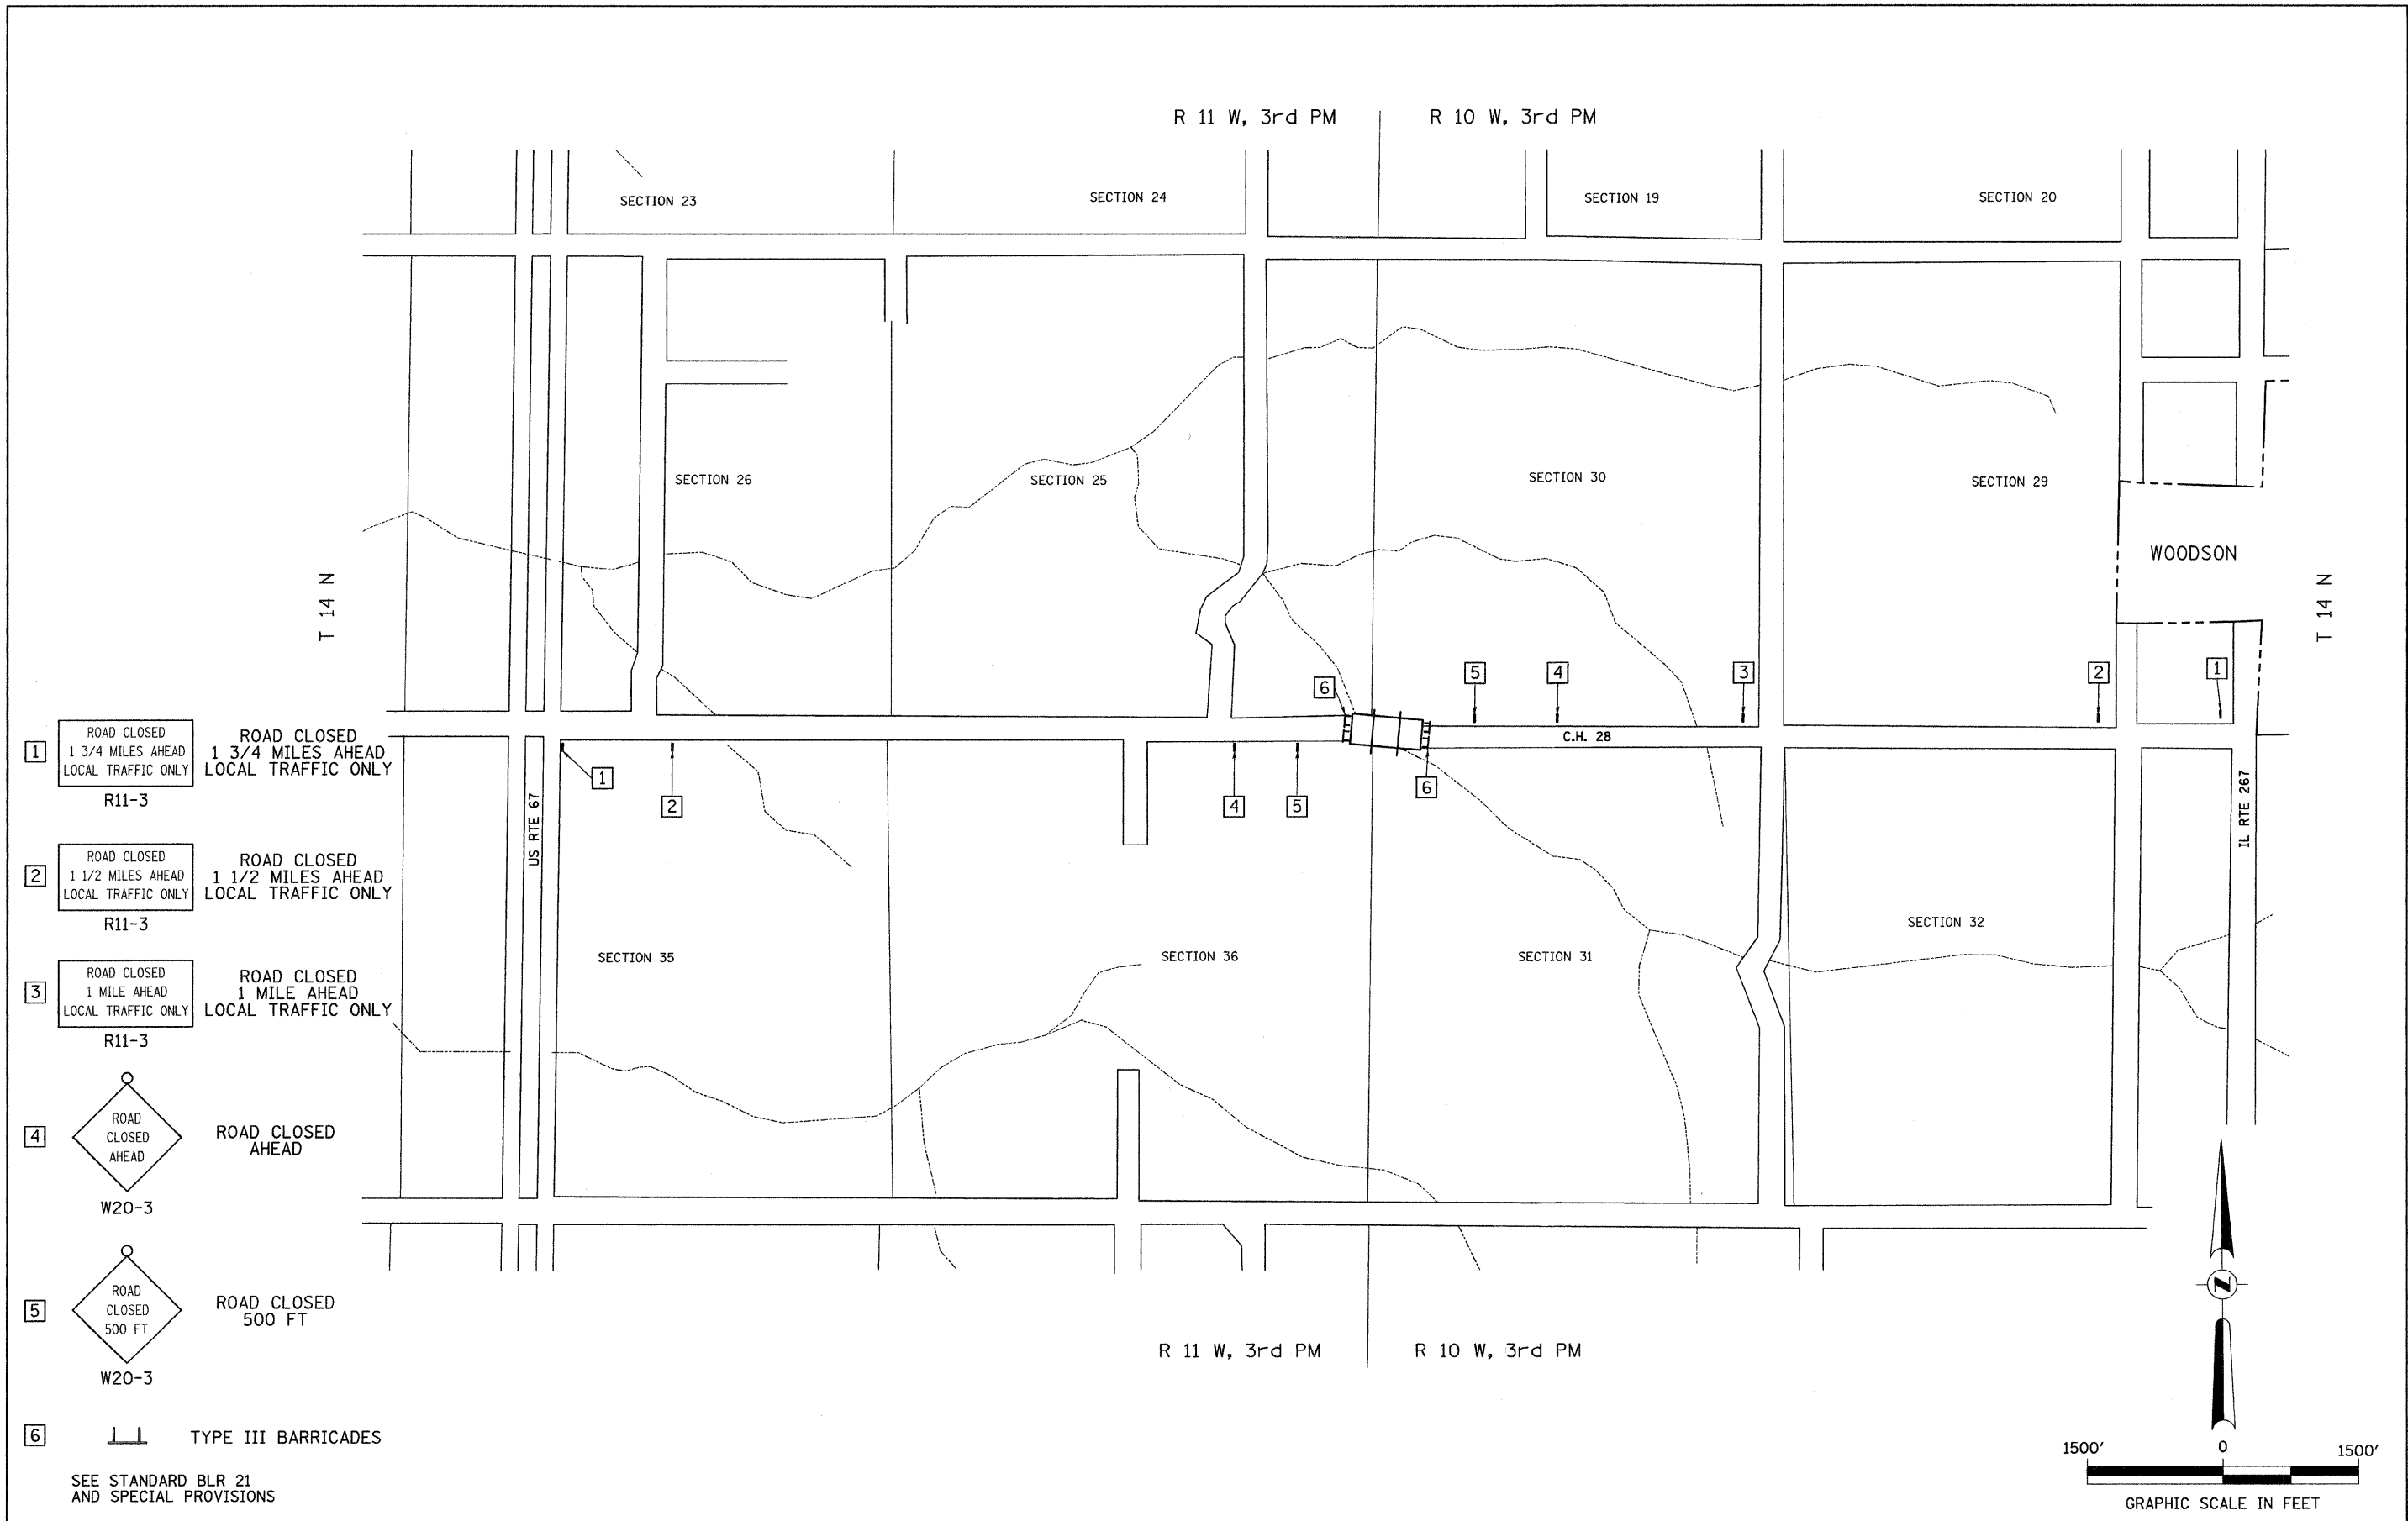 R 11 W, 3rd PM
R 10 W, 3rd PM
SECTION 23
SECTION 24
SECTION 19
SECTION 20
SECTION 26
SECTION 25
SECTION 30
SECTION 29
WOODSON
T 14 N
T 14 N
6
5
4
3
2
1
C.H. 28
1
2
4
5
6
US RTE 67
IL RTE 267
SECTION 35
SECTION 36
SECTION 31
SECTION 32
1
ROAD CLOSED
1 3/4 MILES AHEAD
LOCAL TRAFFIC ONLY
R11-3
ROAD CLOSED
1 3/4 MILES AHEAD
LOCAL TRAFFIC ONLY
2
ROAD CLOSED
1 1/2 MILES AHEAD
LOCAL TRAFFIC ONLY
R11-3
ROAD CLOSED
1 1/2 MILES AHEAD
LOCAL TRAFFIC ONLY
3
ROAD CLOSED
1 MILE AHEAD
LOCAL TRAFFIC ONLY
R11-3
ROAD CLOSED
1 MILE AHEAD
LOCAL TRAFFIC ONLY
4
ROAD
CLOSED
AHEAD
W20-3
ROAD CLOSED
AHEAD
5
ROAD
CLOSED
500 FT
W20-3
ROAD CLOSED
500 FT
6
TYPE III BARRICADES
SEE STANDARD BLR 21
AND SPECIAL PROVISIONS
R 11 W, 3rd PM
R 10 W, 3rd PM
N
1500'
0
1500'
GRAPHIC SCALE IN FEET